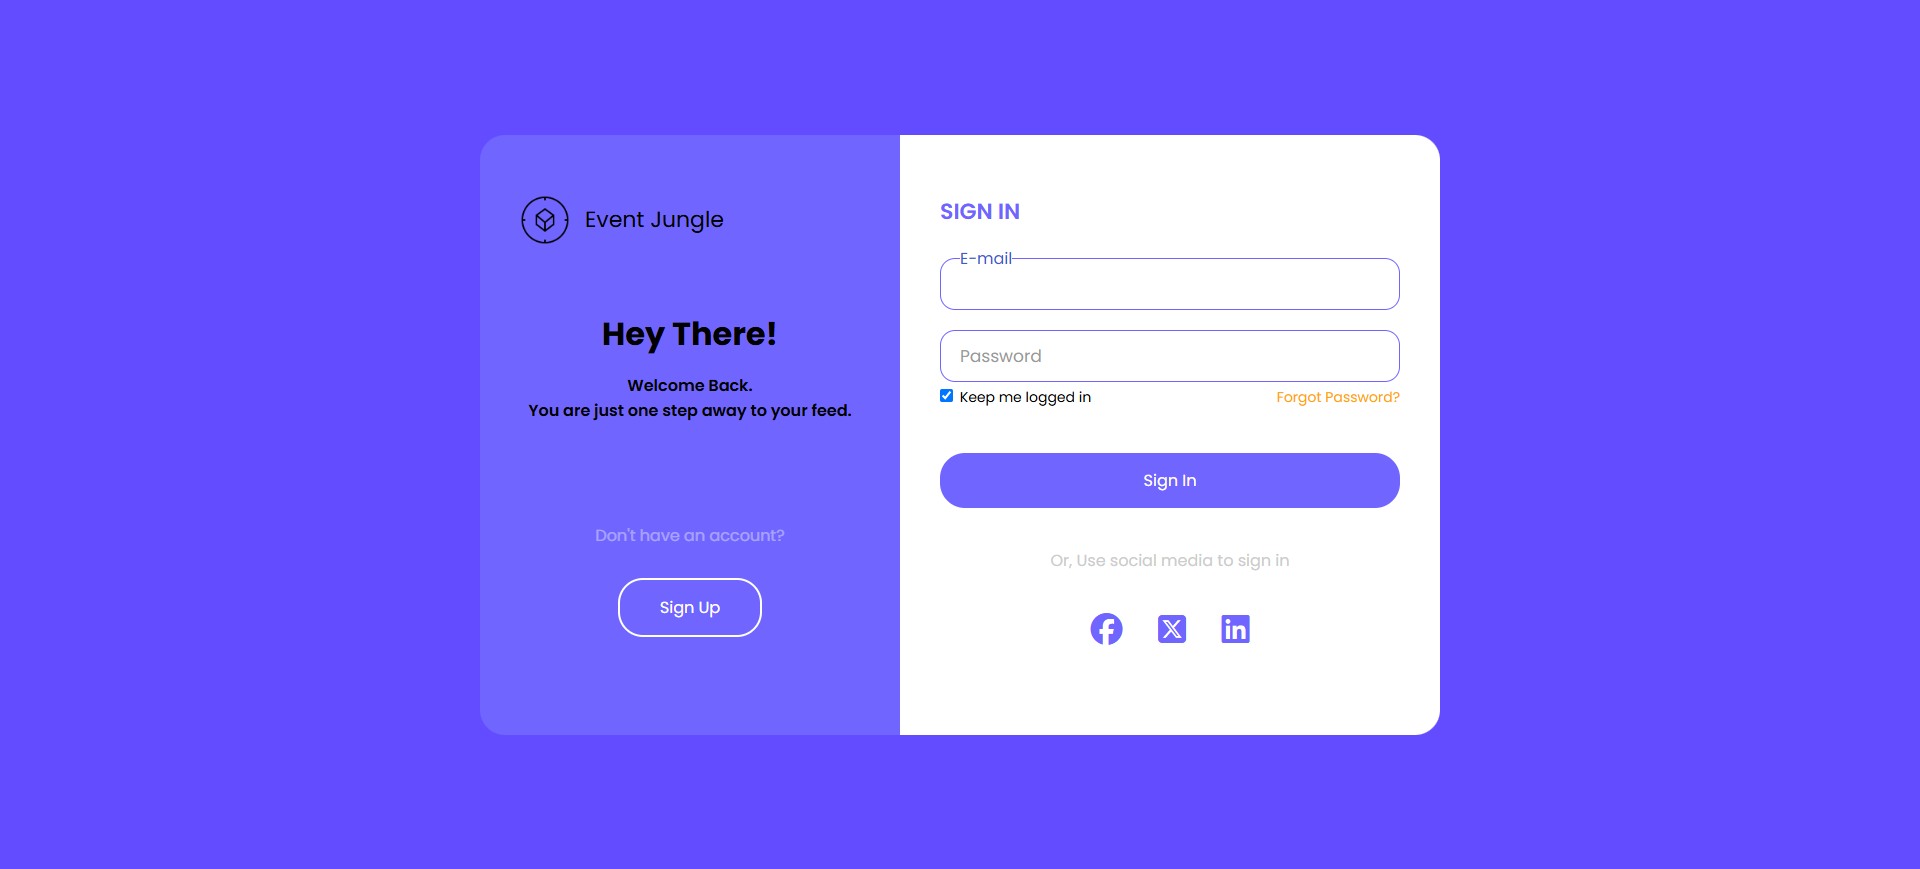 Event Jungle
Hey There!
Welcome Back.
You are just one step away to your feed.
Don't have an account?
Sign Up
SIGN IN
E-mail
Password
Keep me logged in
Forgot Password?
Sign In
Or, Use social media to sign in